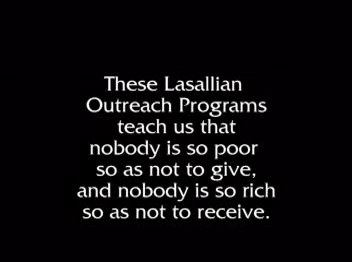 These Lasallian
Outreach Programs
teach us that
nobody is so poor
so as not to give,
and nobody is so rich
so as not to receive.